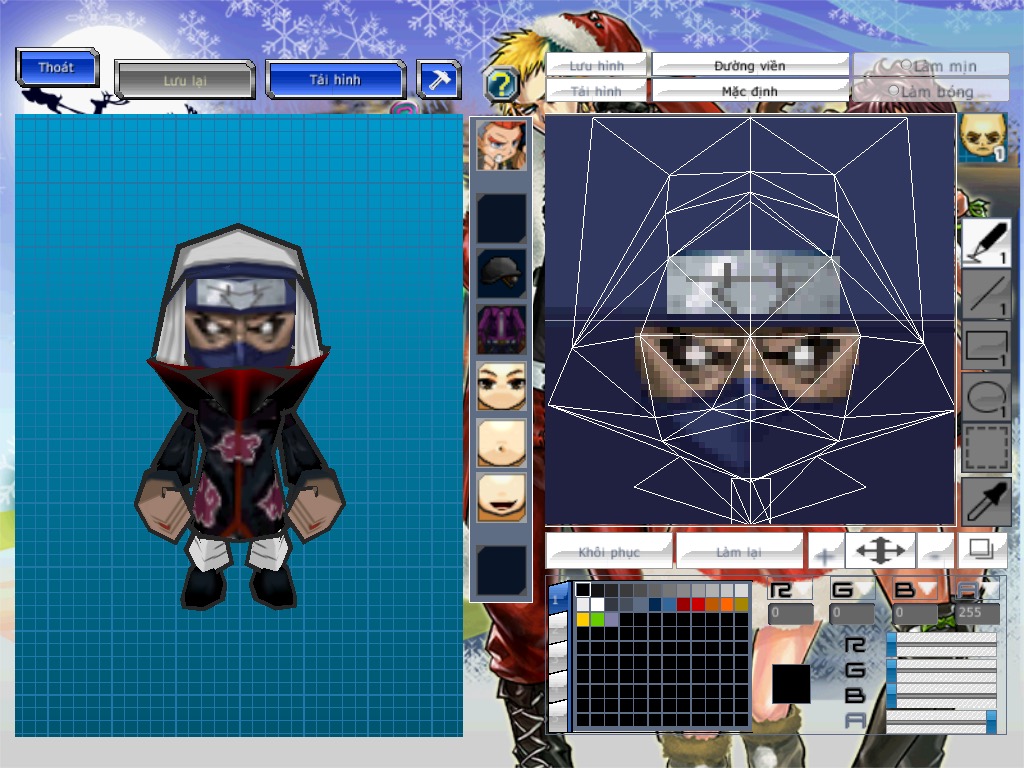 Thoát
Lưu lại
Tải hình
?
Lưu hình
Đường viền
Làm mịn
Tải hình
Mặc định
Làm bóng
1
1
1
1
1
Khôi phục
Làm lại
+
-
1
R
G
B
A
0
0
0
255
R
G
B
A